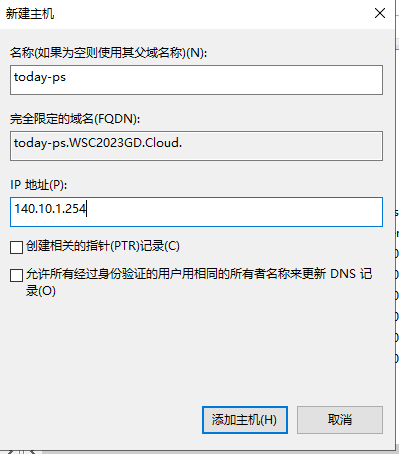 新建主机
名称(如果为空则使用其父域名称)(N):
today-ps
完全限定的域名(FQDN):
today-ps.WSC2023GD.Cloud.
IP 地址(P):
140.10.1.254
创建相关的指针(PTR)记录(C)
允许所有经过身份验证的用户用相同的所有者名称来更新 DNS 记
录(O)
添加主机(H)
取消